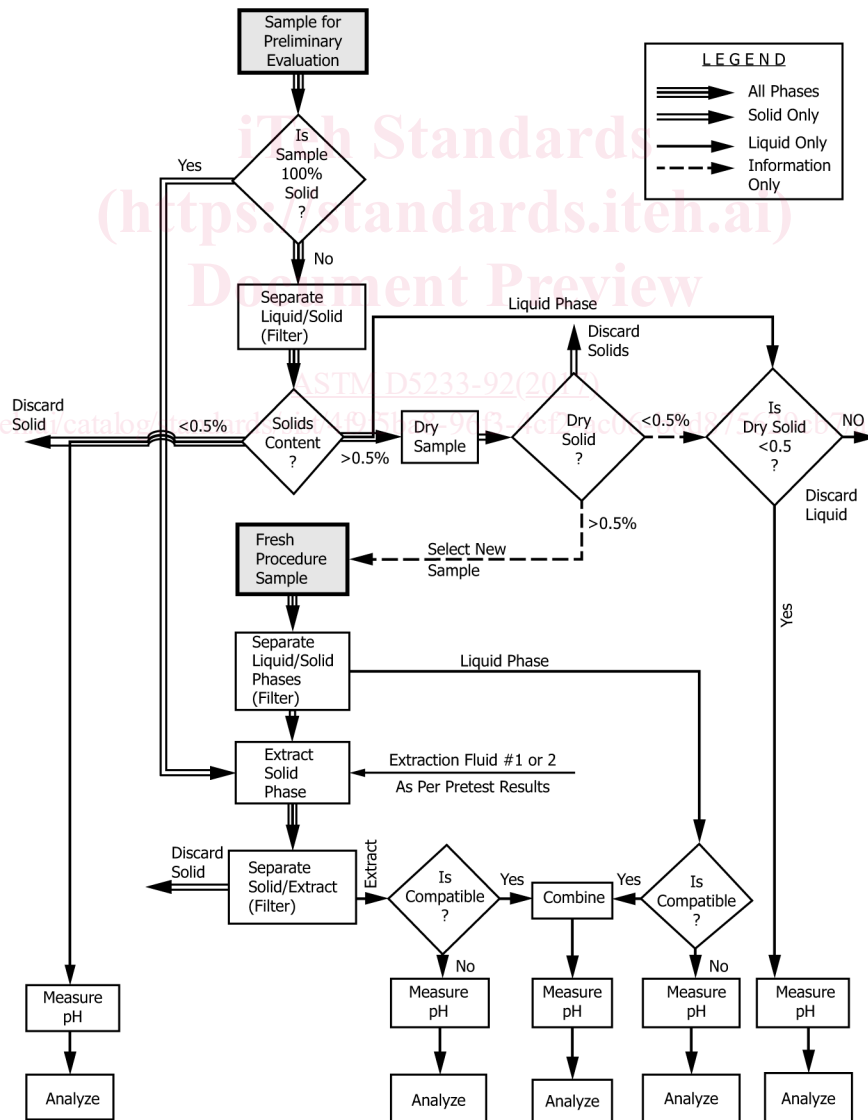 Sample for
Preliminary
Evaluation
LEGEND
All Phases
Solid Only
Liquid Only
Information
Only
Is
Sample
100%
Solid
?
Yes
No
iTeh Standards
(https://standards.iteh.ai)
Document Preview
Separate
Liquid/Solid
(Filter)
Liquid Phase
Discard
Solids
ASTM D5233-92(2017)
Discard
Solid
<0.5%
Solids
Content
?
>0.5%
Dry
Sample
Dry
Solid
?
<0.5%
Is
Dry Solid
<0.5
?
NO
Discard
Liquid
>0.5%
Fresh
Procedure
Sample
Select New
Sample
Yes
Separate
Liquid/Solid
Phases
(Filter)
Liquid Phase
Extract
Solid
Phase
Extraction Fluid #1 or 2
As Per Pretest Results
Discard
Solid
Separate
Solid/Extract
(Filter)
Extract
Is
Compatible
?
Yes
Combine
Yes
Is
Compatible
?
No
No
Measure
pH
Measure
pH
Measure
pH
Measure
pH
Measure
pH
Analyze
Analyze
Analyze
Analyze
Analyze